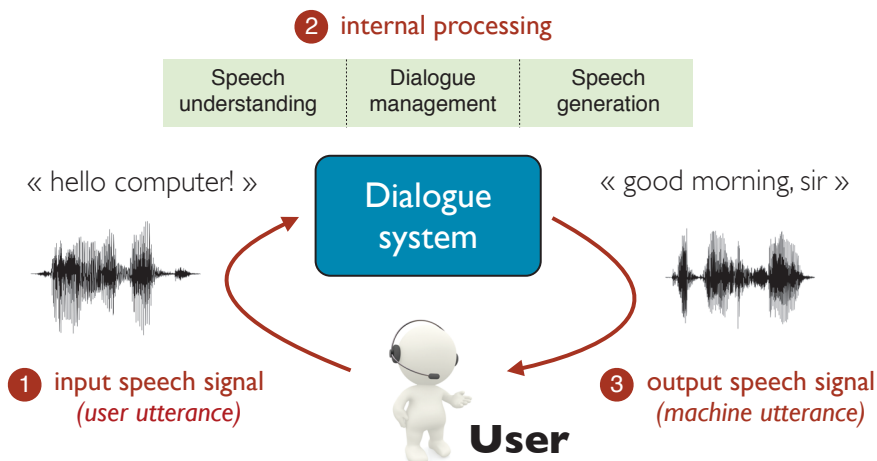 2 internal processing
Speech understanding
Dialogue management
Speech generation
« hello computer! »
Dialogue
system
« good morning, sir »
1 input speech signal
(user utterance)
3 output speech signal
(machine utterance)
User